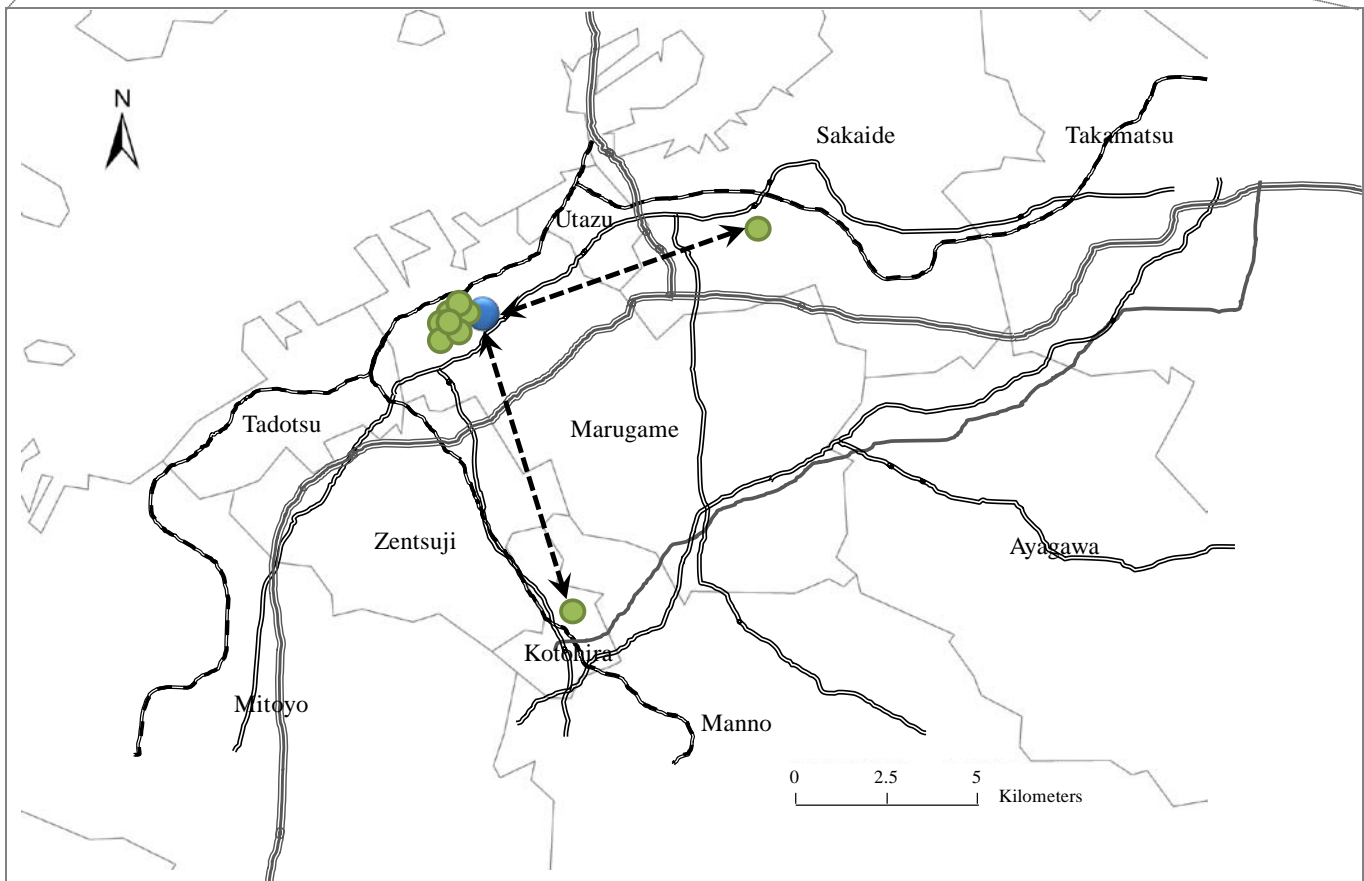 N
Sakaide
Takamatsu
Utazu
Tadotsu
Marugame
Zentsuji
Ayagawa
Kotohira
Mitoyo
Manno
0 2.5 5
Kilometers